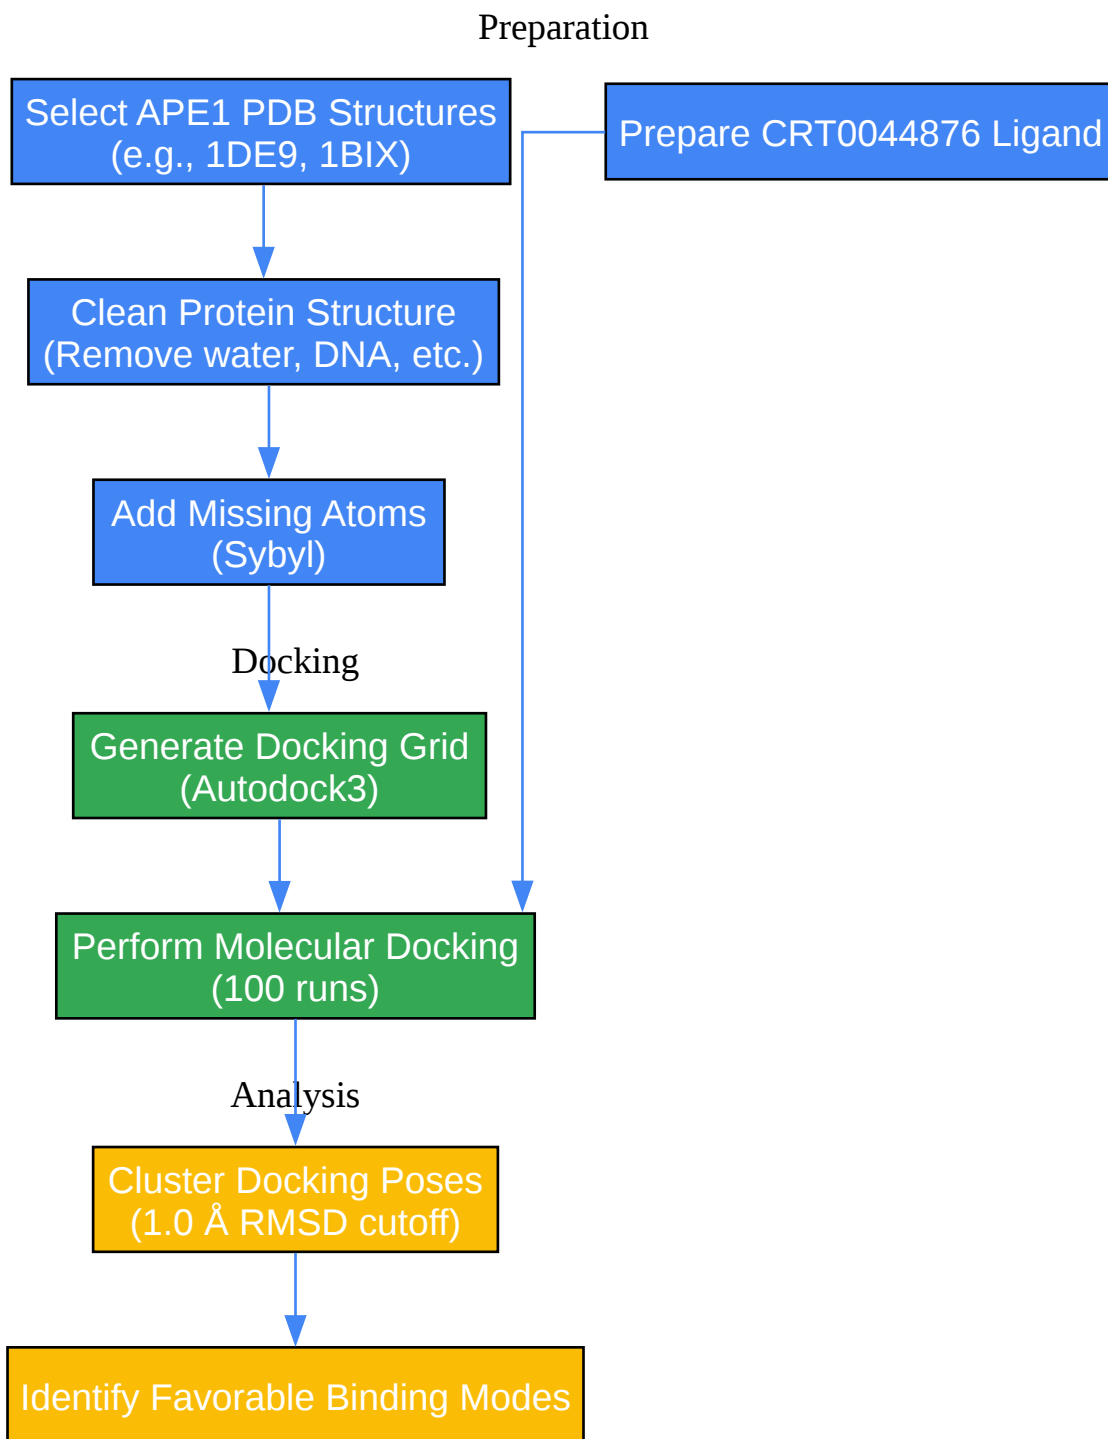 Preparation
Select APE1 PDB Structures
(e.g., 1DE9, 1BIX)
Prepare CRT0044876 Ligand
Clean Protein Structure
(Remove water, DNA, etc.)
Add Missing Atoms
(Sybyl)
Docking
Generate Docking Grid
(Autodock3)
Perform Molecular Docking
(100 runs)
Analysis
Cluster Docking Poses
(1.0 Å RMSD cutoff)
Identify Favorable Binding Modes